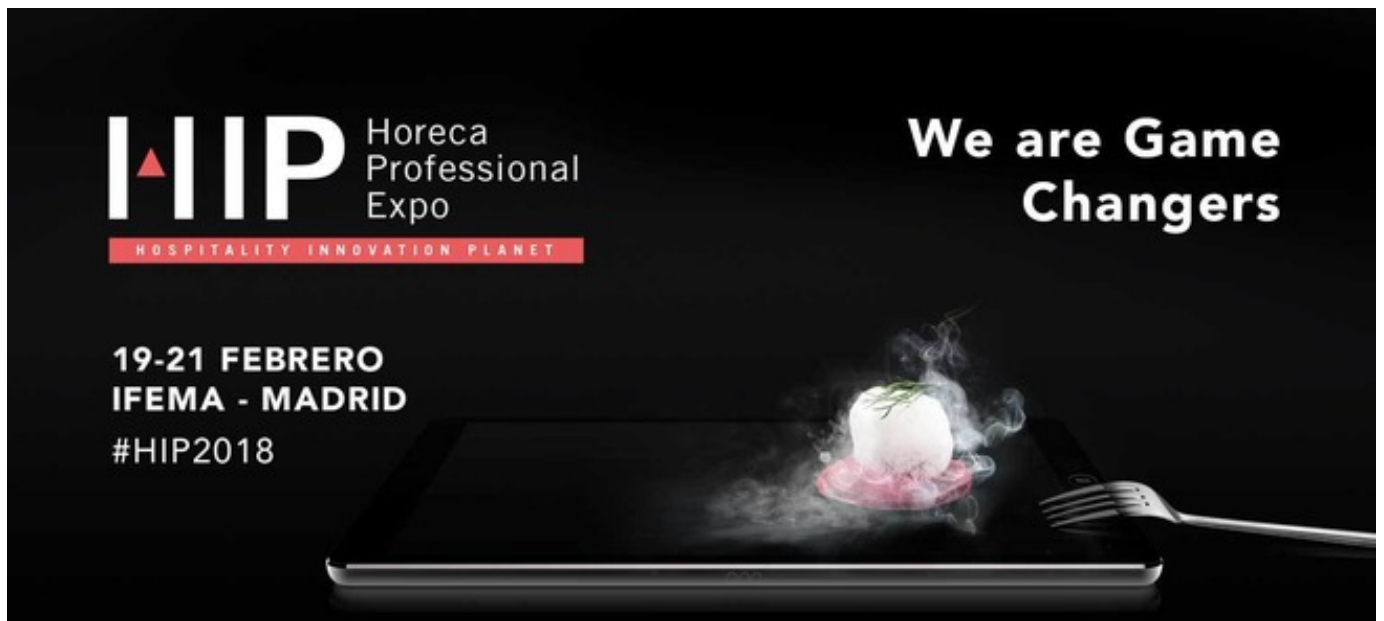 HIP
Horeca
Professional
Expo
HOSPITALITY INNOVATION PLANET
We are Game
Changers
19-21 FEBRERO
IFEMA - MADRID
#HIP2018